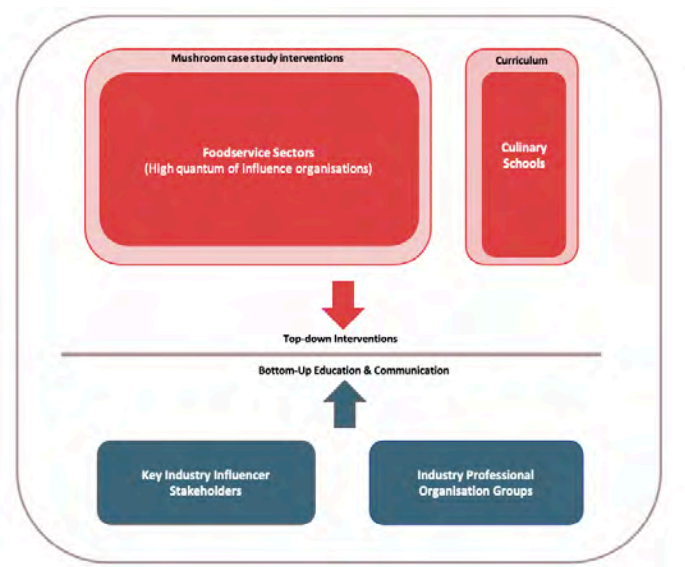 Mushroom case study interventions
Foodservice Sectors
(High quantum of influence organisations)
Curriculum
Culinary
Schools
Top-down Interventions
Bottom-Up Education & Communication
Key Industry Influencer
Stakeholders
Industry Professional
Organisation Groups